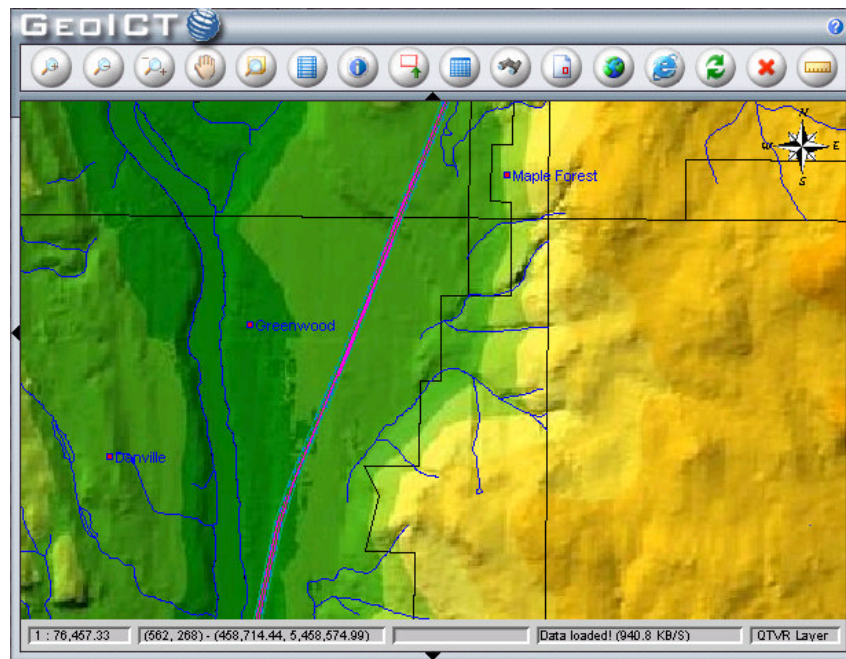 GEOICT
?
N
W E
S
Maple Forest
Greenwood
Danville
1 : 76,457.33 (562, 268) - (458,714.44, 5,458,574.99) Data loaded! (940.8 KB/S) QTVR Layer